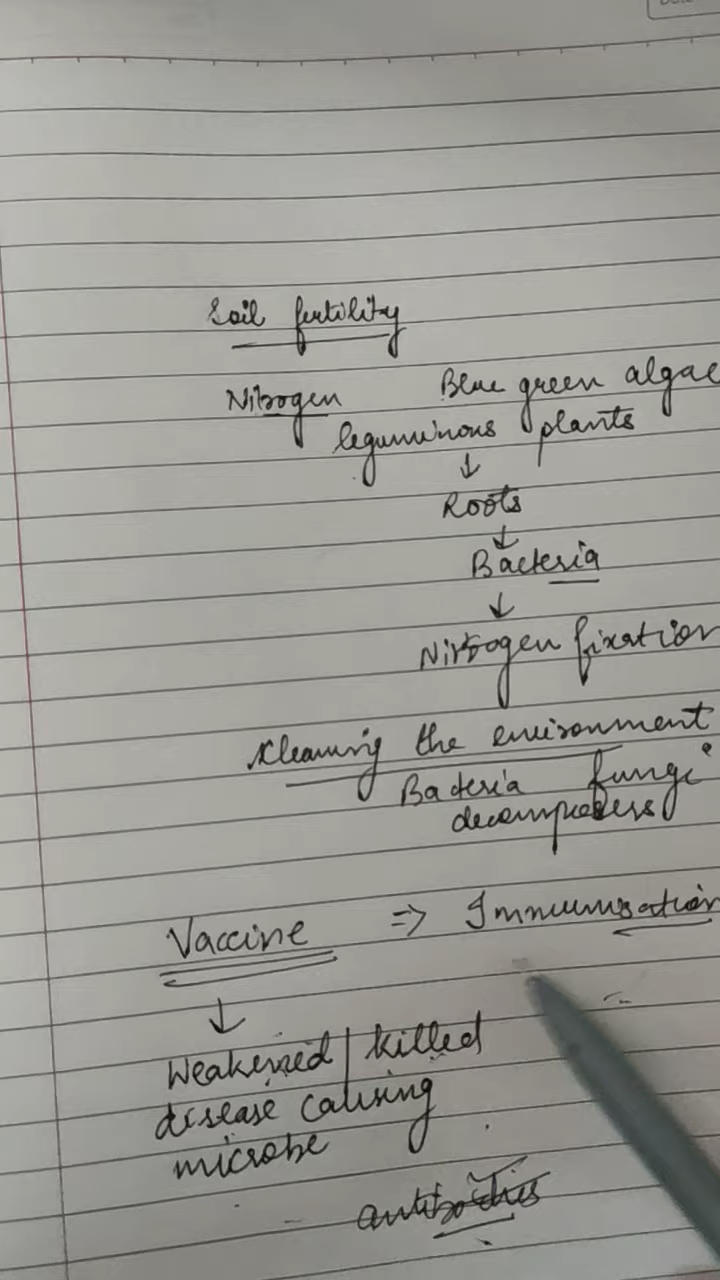 Soil fertility
Nitrogen Blue green algae
leguminous plants
↓
Roots
↓
Bacteria
↓
Nitrogen fixation
Cleaning the environment
Bacteria fungi
decomposers
Vaccine ⇒ Immunisation
↓
Weakened / killed
disease causing
microbe
antibodies